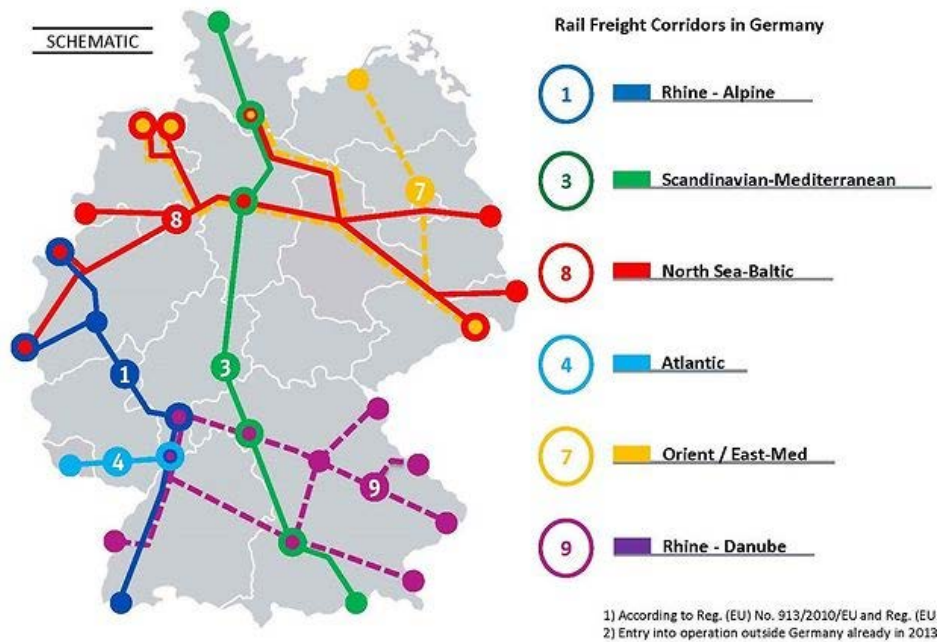 SCHEMATIC
Rail Freight Corridors in Germany
1 Rhine - Alpine
3 Scandinavian-Mediterranean
8 North Sea-Baltic
4 Atlantic
7 Orient / East-Med
9 Rhine - Danube
7
8
3
1
4
9
1) According to Reg. (EU) No. 913/2010/EU and Reg. (EU
2) Entry into operation outside Germany already in 2013